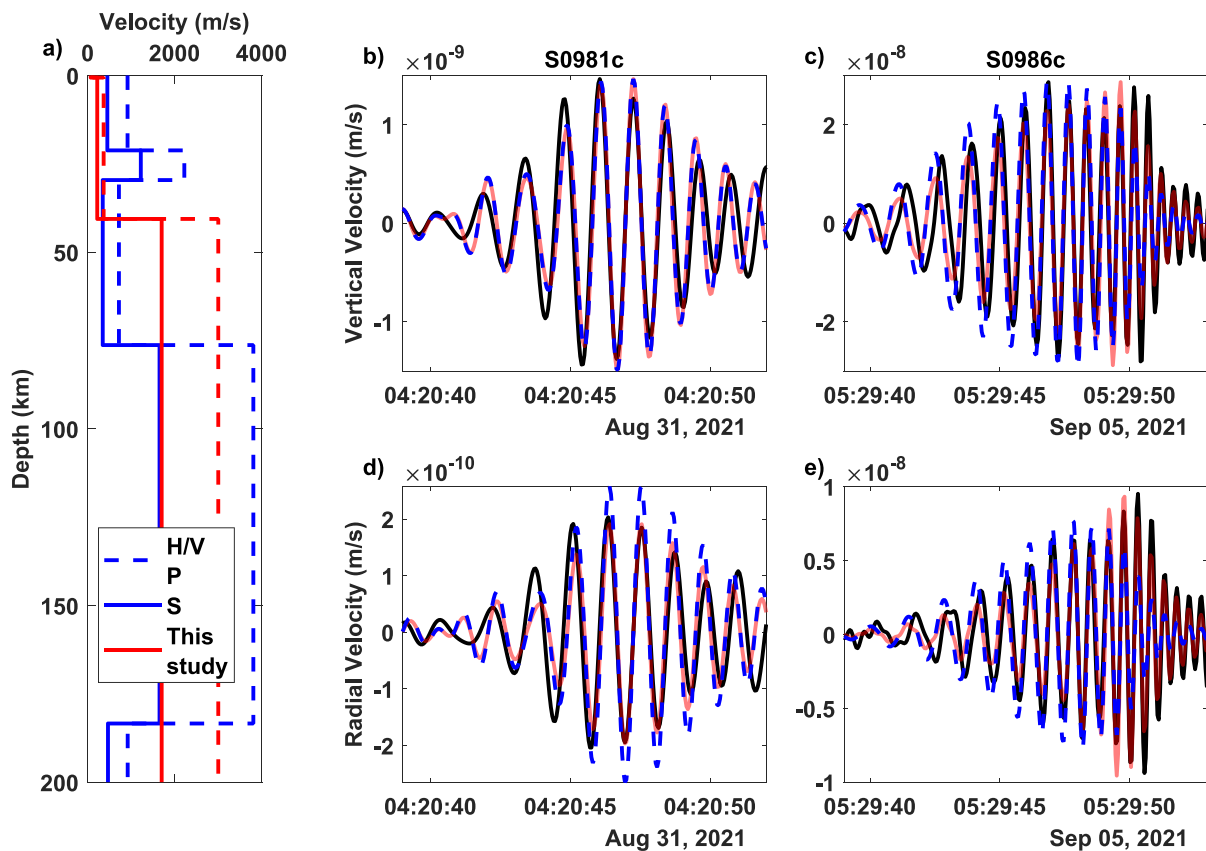 a)
Velocity (m/s)
0 2000 4000
0
50
100
150
200
Depth (km)
H/V
P
S
This
study
b)
S0981c
×10⁻⁹
1
0
-1
Vertical Velocity (m/s)
04:20:40 04:20:45 04:20:50
Aug 31, 2021
c)
S0986c
×10⁻⁸
2
0
-2
05:29:40 05:29:45 05:29:50
Sep 05, 2021
d)
×10⁻¹⁰
2
1
0
-1
-2
Radial Velocity (m/s)
04:20:40 04:20:45 04:20:50
Aug 31, 2021
e)
×10⁻⁸
1
0.5
0
-0.5
-1
05:29:40 05:29:45 05:29:50
Sep 05, 2021